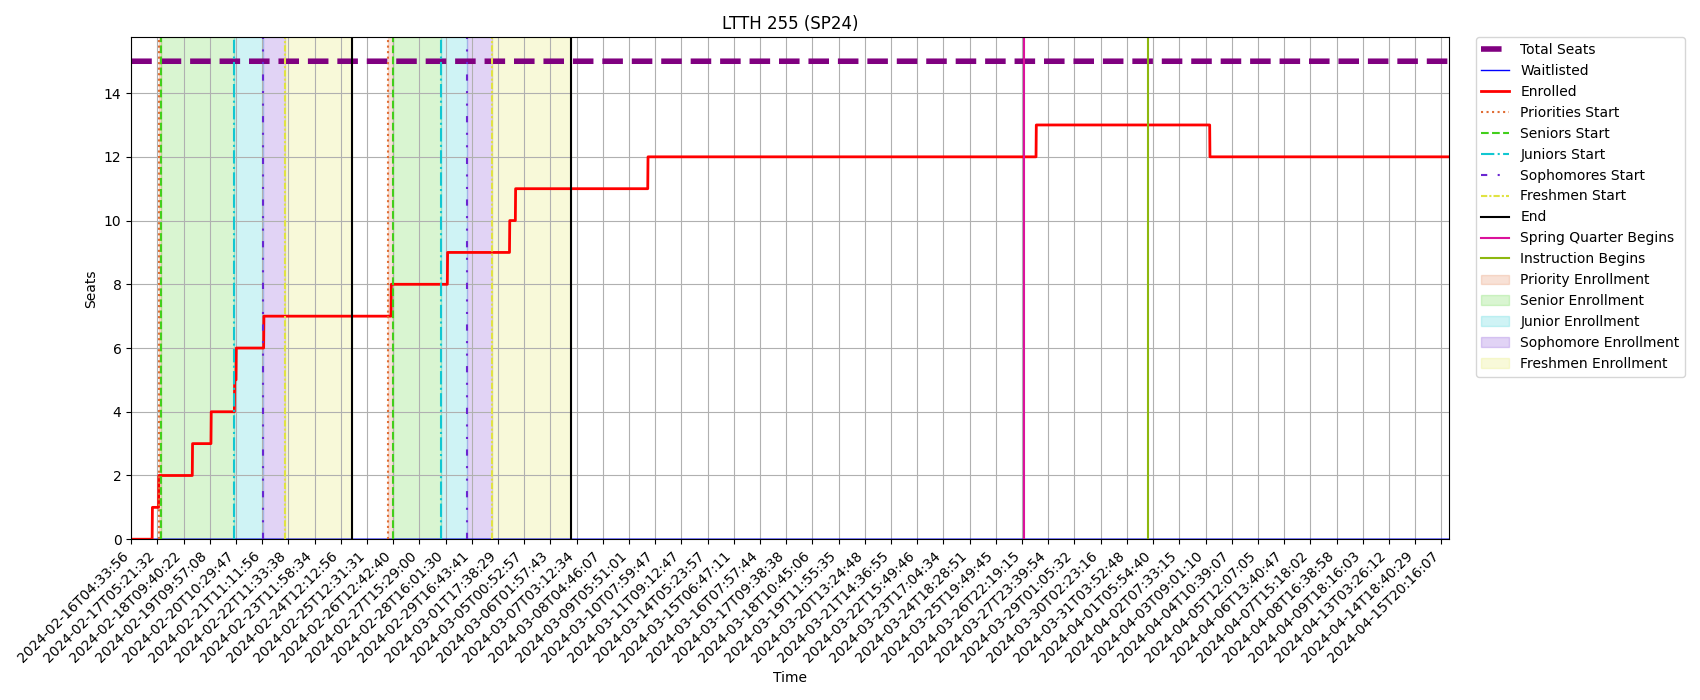 LTTH 255 (SP24)
Total Seats
Waitlisted
Enrolled
Priorities Start
Seniors Start
Juniors Start
Sophomores Start
Freshmen Start
End
Spring Quarter Begins
Instruction Begins
Priority Enrollment
Senior Enrollment
Junior Enrollment
Sophomore Enrollment
Freshmen Enrollment
Seats
14
12
10
8
6
4
2
0
2024-02-16T04:33:56
2024-02-17T05:21:32
2024-02-18T09:40:22
2024-02-19T09:57:08
2024-02-20T10:29:47
2024-02-21T11:11:56
2024-02-22T11:33:38
2024-02-23T11:58:34
2024-02-24T12:12:56
2024-02-25T12:31:31
2024-02-26T12:42:40
2024-02-27T15:29:00
2024-02-28T16:01:30
2024-02-29T16:43:41
2024-03-01T17:38:29
2024-03-05T00:52:57
2024-03-06T01:57:43
2024-03-07T03:12:34
2024-03-08T04:46:07
2024-03-09T05:51:01
2024-03-10T07:59:47
2024-03-11T09:12:47
2024-03-14T05:23:57
2024-03-15T06:47:11
2024-03-16T07:57:44
2024-03-17T09:38:38
2024-03-18T10:45:06
2024-03-19T11:55:35
2024-03-20T13:24:48
2024-03-21T14:36:55
2024-03-22T15:49:46
2024-03-23T17:04:34
2024-03-24T18:28:51
2024-03-25T19:49:45
2024-03-26T22:19:15
2024-03-27T23:39:54
2024-03-29T01:05:32
2024-03-30T02:23:16
2024-03-31T03:52:48
2024-04-01T05:54:40
2024-04-02T07:33:15
2024-04-03T09:01:10
2024-04-04T10:39:07
2024-04-05T12:07:05
2024-04-06T13:40:47
2024-04-07T15:18:02
2024-04-08T16:38:58
2024-04-09T18:16:03
2024-04-13T03:26:12
2024-04-14T18:40:29
2024-04-15T20:16:07
Time